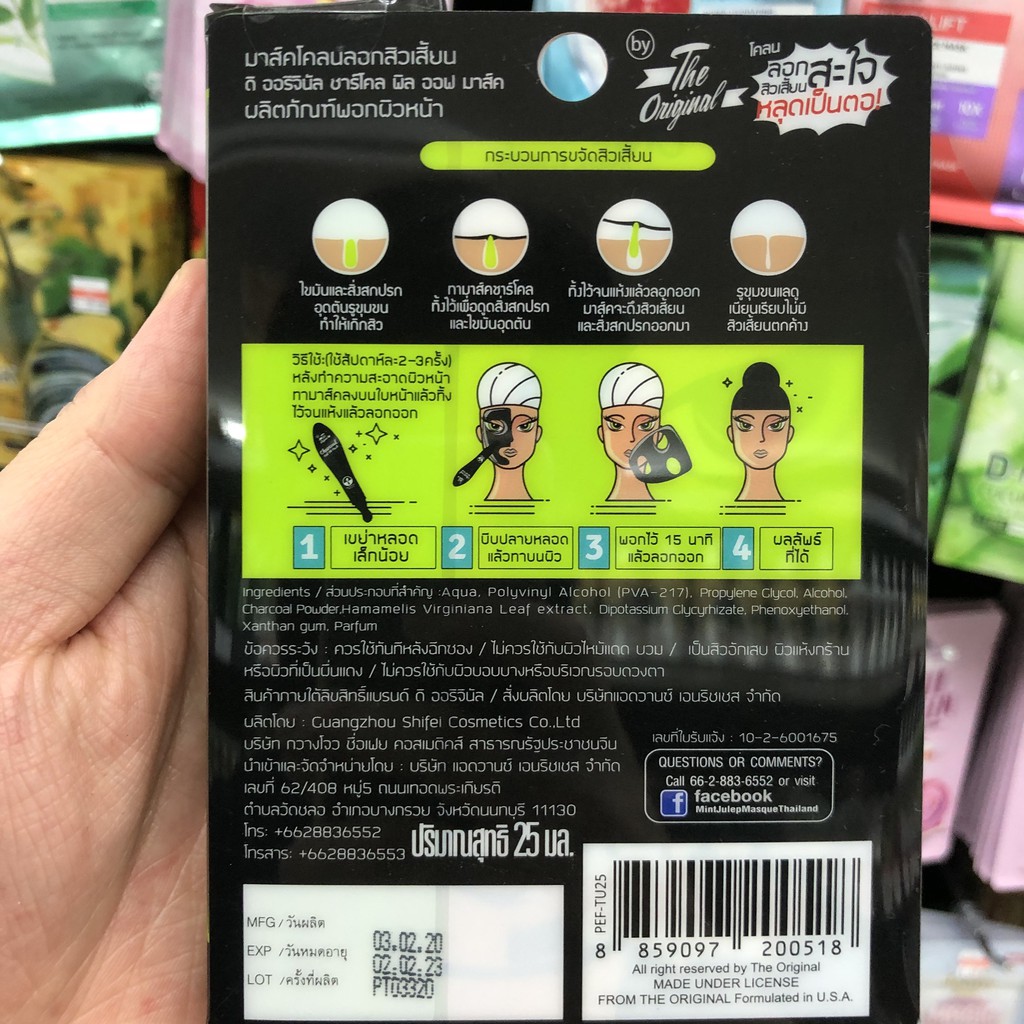 มาส์คโคลนลอกสิวเสี้ยน
ดิ ออริจินัล ชาร์โคล พิล ออฟ มาส์ค
ผลิตภัณฑ์พอกผิวหน้า
by
The
Original
โคลน
ลอก
สิวเสี้ยน
สะใจ
หลุดเป็นตอ!
กระบวนการขจัดสิวเสี้ยน
ไขมันและสิ่งสกปรก
อุดตันรูขุมขน
ทำให้เกิดสิว
ทามาส์คชาร์โคล
ทิ้งไว้เพื่อดูดสิ่งสกปรก
และไขมันอุดตัน
ทิ้งไว้จนแห้งแล้วลอกออก
มาส์คจะดึงสิวเสี้ยน
และสิ่งสกปรกออกมา
รูขุมขนแลดู
เนียนเรียบไม่มี
สิวเสี้ยนตกค้าง
วิธีใช้:(ใช้สัปดาห์ละ2-3ครั้ง)
หลังทำความสะอาดผิวหน้า
ทามาส์คลงบนใบหน้าแล้วทิ้ง
ไว้จนแห้งแล้วลอกออก
1 เขย่าหลอด
เล็กน้อย
2 บีบปลายหลอด
แล้วทาบนผิว
3 พอกไว้ 15 นาที
แล้วลอกออก
4 ผลลัพธ์
ที่ได้
Ingredients / ส่วนประกอบที่สำคัญ :Aqua, Polyvinyl Alcohol (PVA-217), Propylene Glycol, Alcohol,
Charcoal Powder,Hamamelis Virginiana Leaf extract, Dipotassium Glycyrhizate, Phenoxyethanol,
Xanthan gum, Parfum
ข้อควรระวัง : ควรใช้ทันทีหลังฉีกซอง / ไม่ควรใช้กับผิวไหม้แดด บวม / เป็นสิวอักเสบ ผิวแห้งกร้าน
หรือผิวที่เป็นผื่นแดง / ไม่ควรใช้กับผิวบอบบางหรือบริเวณรอบดวงตา
สินค้าภายใต้ลิขสิทธิ์แบรนด์ ดิ ออริจินัล / สั่งผลิตโดย บริษัทแอดวานซ์ เอนริชเชส จำกัด
ผลิตโดย : Guangzhou Shifei Cosmetics Co.,Ltd
บริษัท กวางโจว ชื่อเฟย คอสเมติคส์ สาธารณรัฐประชาชนจีน
นำเข้าและจัดจำหน่ายโดย : บริษัท แอดวานซ์ เอนริชเชส จำกัด
เลขที่ 62/408 หมู่5 ถนนเทอดพระเกียรติ
ตำบลวัดชลอ อำเภอบางกรวย จังหวัดนนทบุรี 11130
โทร: +6628836552
โทรสาร: +6628836553
ปริมาณสุทธิ 25 มล.
เลขที่ใบรับแจ้ง : 10-2-6001675
QUESTIONS OR COMMENTS?
Call 66-2-883-6552 or visit
facebook
MintJulepMasqueThailand
MFG / วันผลิต 03.02.20
EXP / วันหมดอายุ 02.02.23
LOT / ครั้งที่ผลิต PT03320
PEF-TU25
8 859097 200518
All right reserved by The Original
MADE UNDER LICENSE
FROM THE ORIGINAL Formulated in U.S.A.